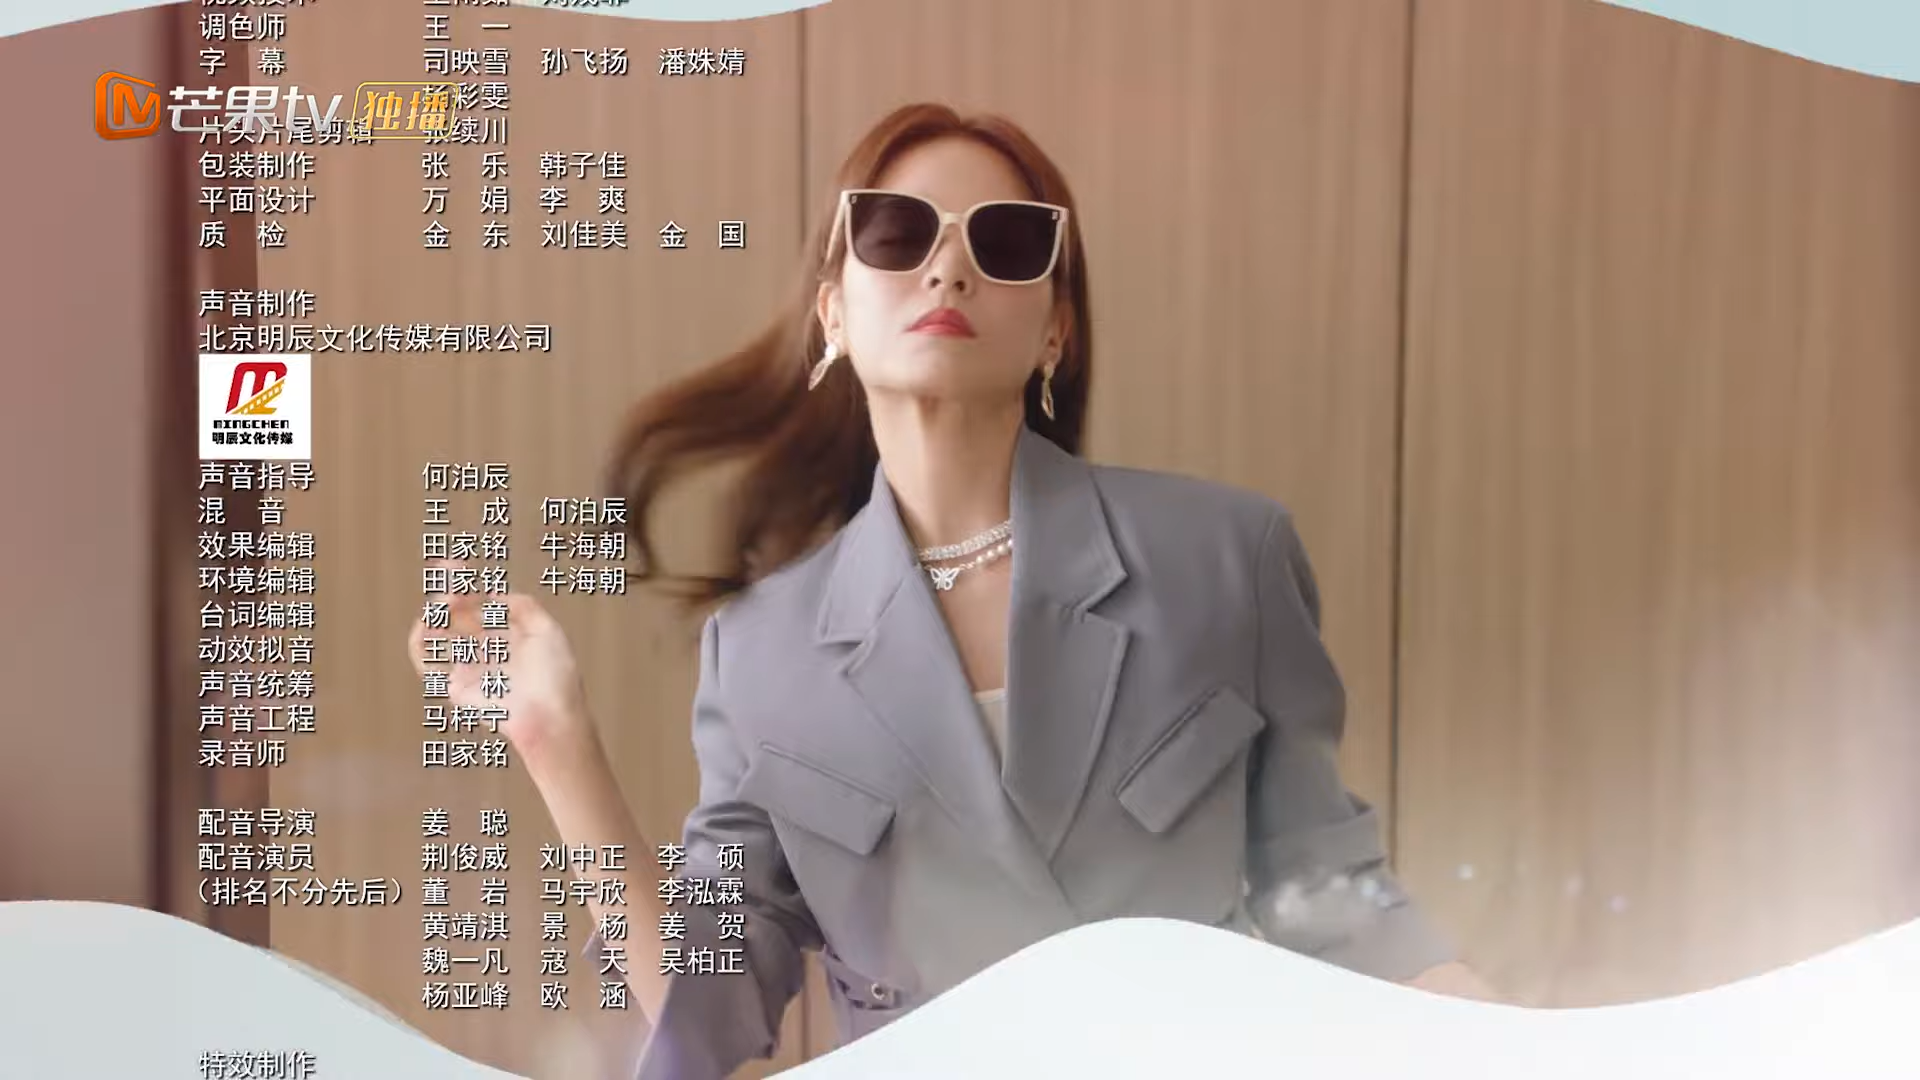 调色师 王 一
字 幕 司映雪 孙飞扬 潘姝婧
杨彩雯
芒果tv 独播
片头片尾剪辑 张续川
包装制作 张 乐 韩子佳
平面设计 万 娟 李 爽
质 检 金 东 刘佳美 金 国
声音制作
北京明辰文化传媒有限公司
MINGCHEN
明辰文化传媒
声音指导 何泊辰
混 音 王 成 何泊辰
效果编辑 田家铭 牛海朝
环境编辑 田家铭 牛海朝
台词编辑 杨 童
动效拟音 王献伟
声音统筹 董 林
声音工程 马梓宁
录音师 田家铭
配音导演 姜 聪
配音演员 荆俊威 刘中正 李 硕
（排名不分先后） 董 岩 马宇欣 李泓霖
黄靖淇 景 杨 姜 贺
魏一凡 寇 天 吴柏正
杨亚峰 欧 涵
特效制作